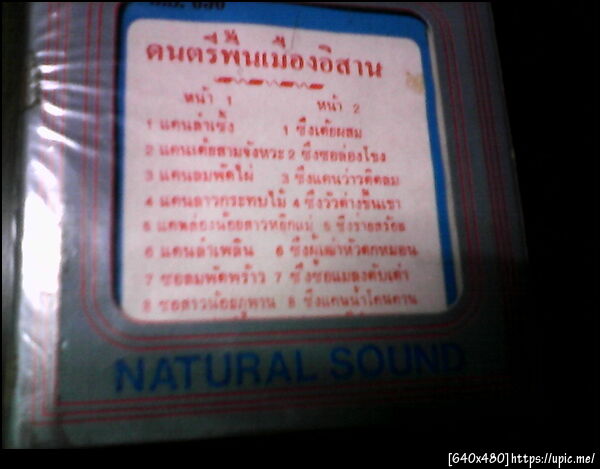 ดนตรีพื้นเมืองอิสาน
หน้า 1 หน้า 2
1 แคนลำเซิ้ง 1 ซึงเต้ยผสม
2 แคนเต้ยสามจังหวะ 2 ซึงซอล่องโขง
3 แคนลมพัดไผ่ 3 ซึงแคนว่าวติดลม
4 แคนลาวกระทบไม้ 4 ซึงวัวต่างขึ้นเขา
5 แคนล่องน้อยสาวหยิกแม่ 5 ซึง
6 แคนลำเพลิน 6 ซึงผู้เฒ่าหัวตกหมอน
7 ซอลมพัดพร้าว 7 ซึงซอแมลงตับเต่า
8 ซอสาวน้อยภูพาน 8 ซึงแคนน้ำโตนตาด
NATURAL SOUND
[640x480]https://upic.me/